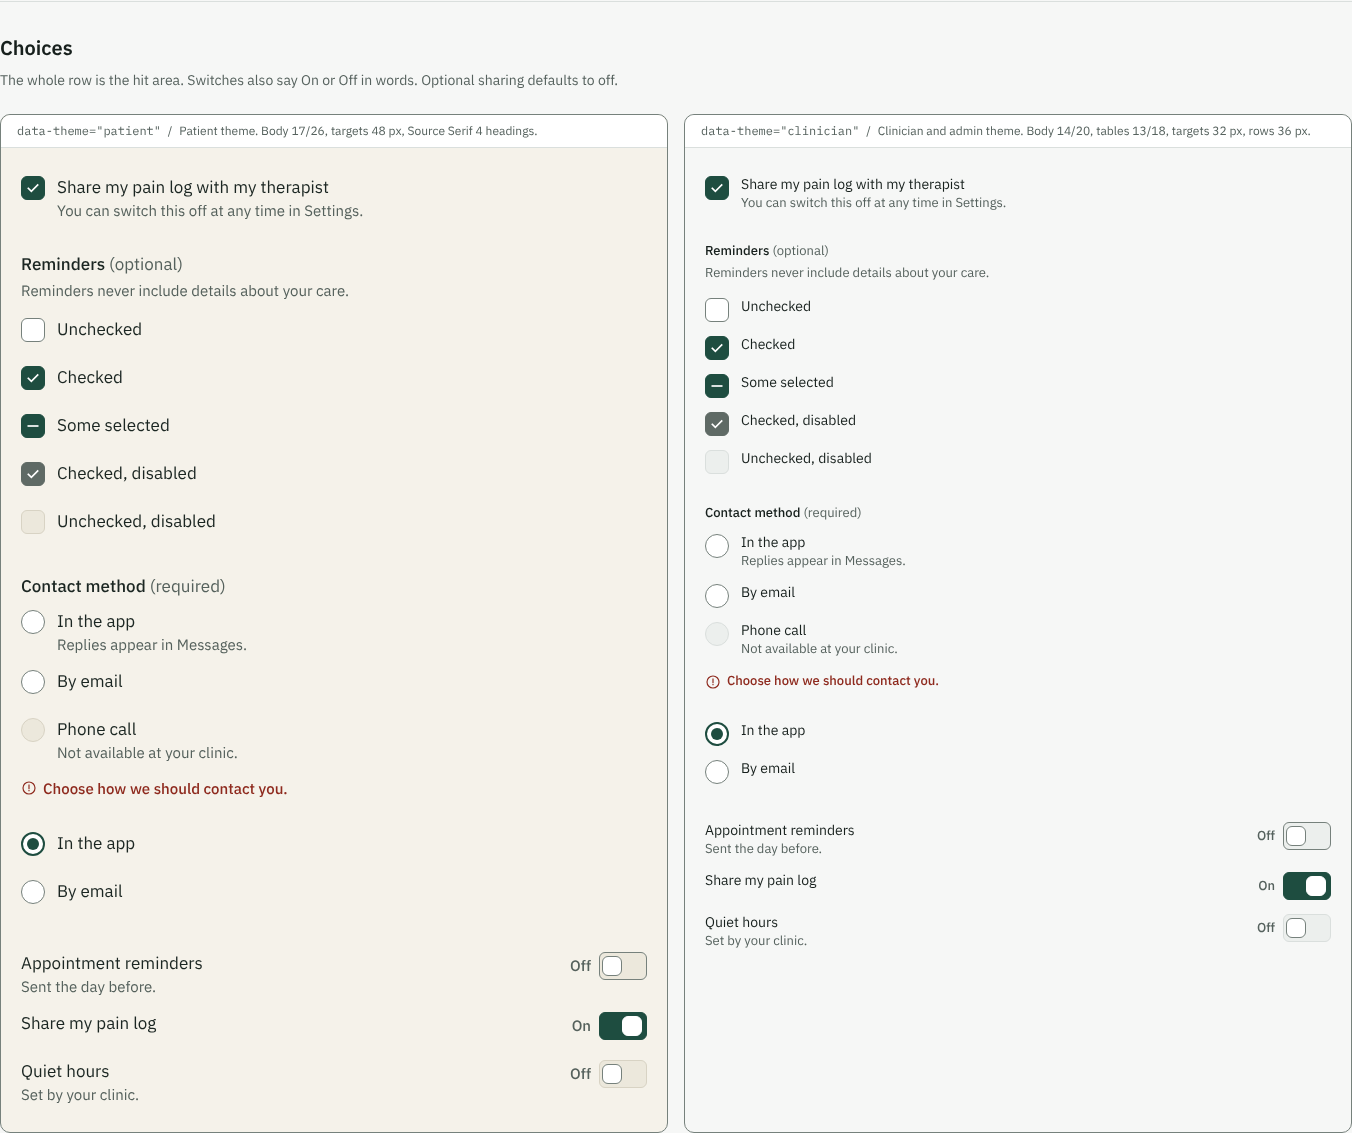 Choices
The whole row is the hit area. Switches also say On or Off in words. Optional sharing defaults to off.
data-theme="patient" / Patient theme. Body 17/26, targets 48 px, Source Serif 4 headings.
Share my pain log with my therapist
You can switch this off at any time in Settings.
Reminders (optional)
Reminders never include details about your care.
Unchecked
Checked
Some selected
Checked, disabled
Unchecked, disabled
Contact method (required)
In the app
Replies appear in Messages.
By email
Phone call
Not available at your clinic.
Choose how we should contact you.
In the app
By email
Appointment reminders
Off
Sent the day before.
Share my pain log
On
Quiet hours
Off
Set by your clinic.
data-theme="clinician" / Clinician and admin theme. Body 14/20, tables 13/18, targets 32 px, rows 36 px.
Share my pain log with my therapist
You can switch this off at any time in Settings.
Reminders (optional)
Reminders never include details about your care.
Unchecked
Checked
Some selected
Checked, disabled
Unchecked, disabled
Contact method (required)
In the app
Replies appear in Messages.
By email
Phone call
Not available at your clinic.
Choose how we should contact you.
In the app
By email
Appointment reminders
Off
Sent the day before.
Share my pain log
On
Quiet hours
Off
Set by your clinic.